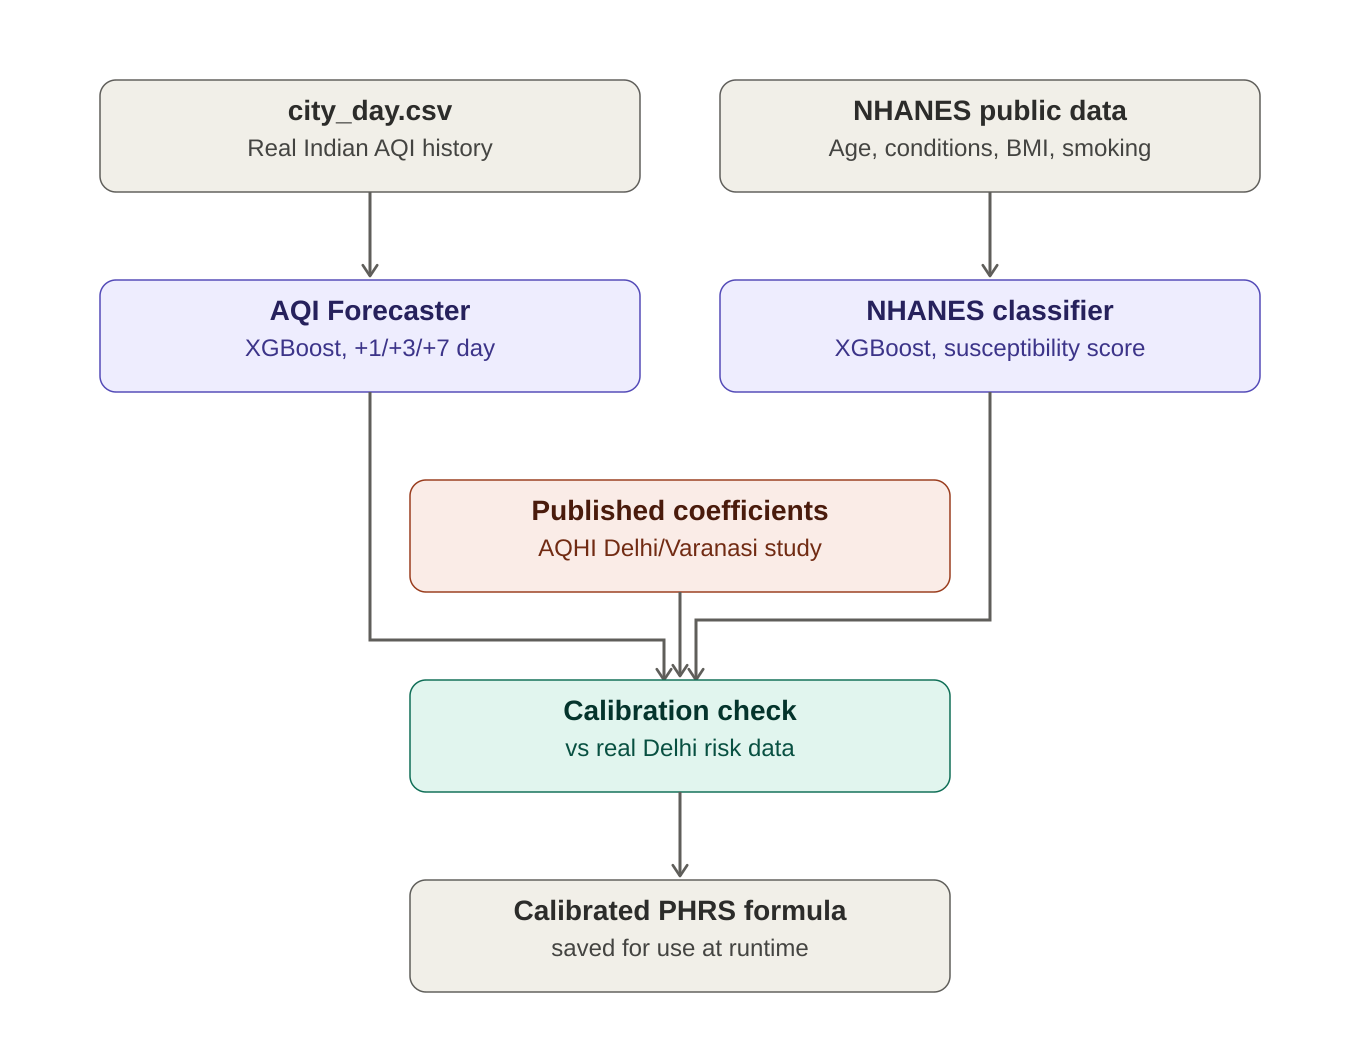 city_day.csv
Real Indian AQI history
NHANES public data
Age, conditions, BMI, smoking
AQI Forecaster
XGBoost, +1/+3/+7 day
NHANES classifier
XGBoost, susceptibility score
Published coefficients
AQHI Delhi/Varanasi study
Calibration check
vs real Delhi risk data
Calibrated PHRS formula
saved for use at runtime